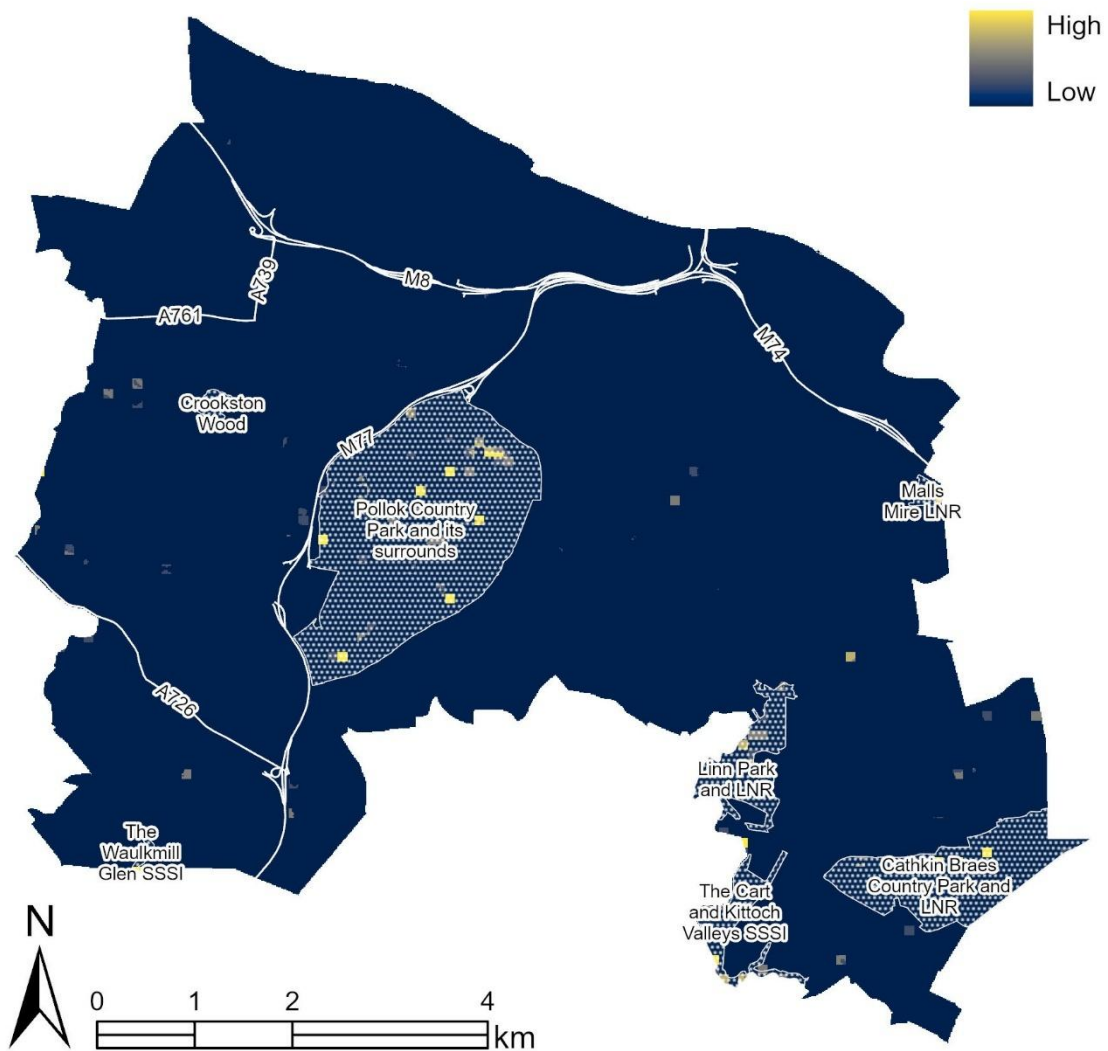 High
Low
M8
A739
A761
M74
Crookston
Wood
M77
Malls
Mire LNR
Pollok Country
Park and its
surrounds
A726
Linn Park
and LNR
The
Waulkmill
Glen SSSI
Cathkin Braes
Country Park and
LNR
The Cart
and Kittoch
Valleys SSSI
N
0 1 2 4
km